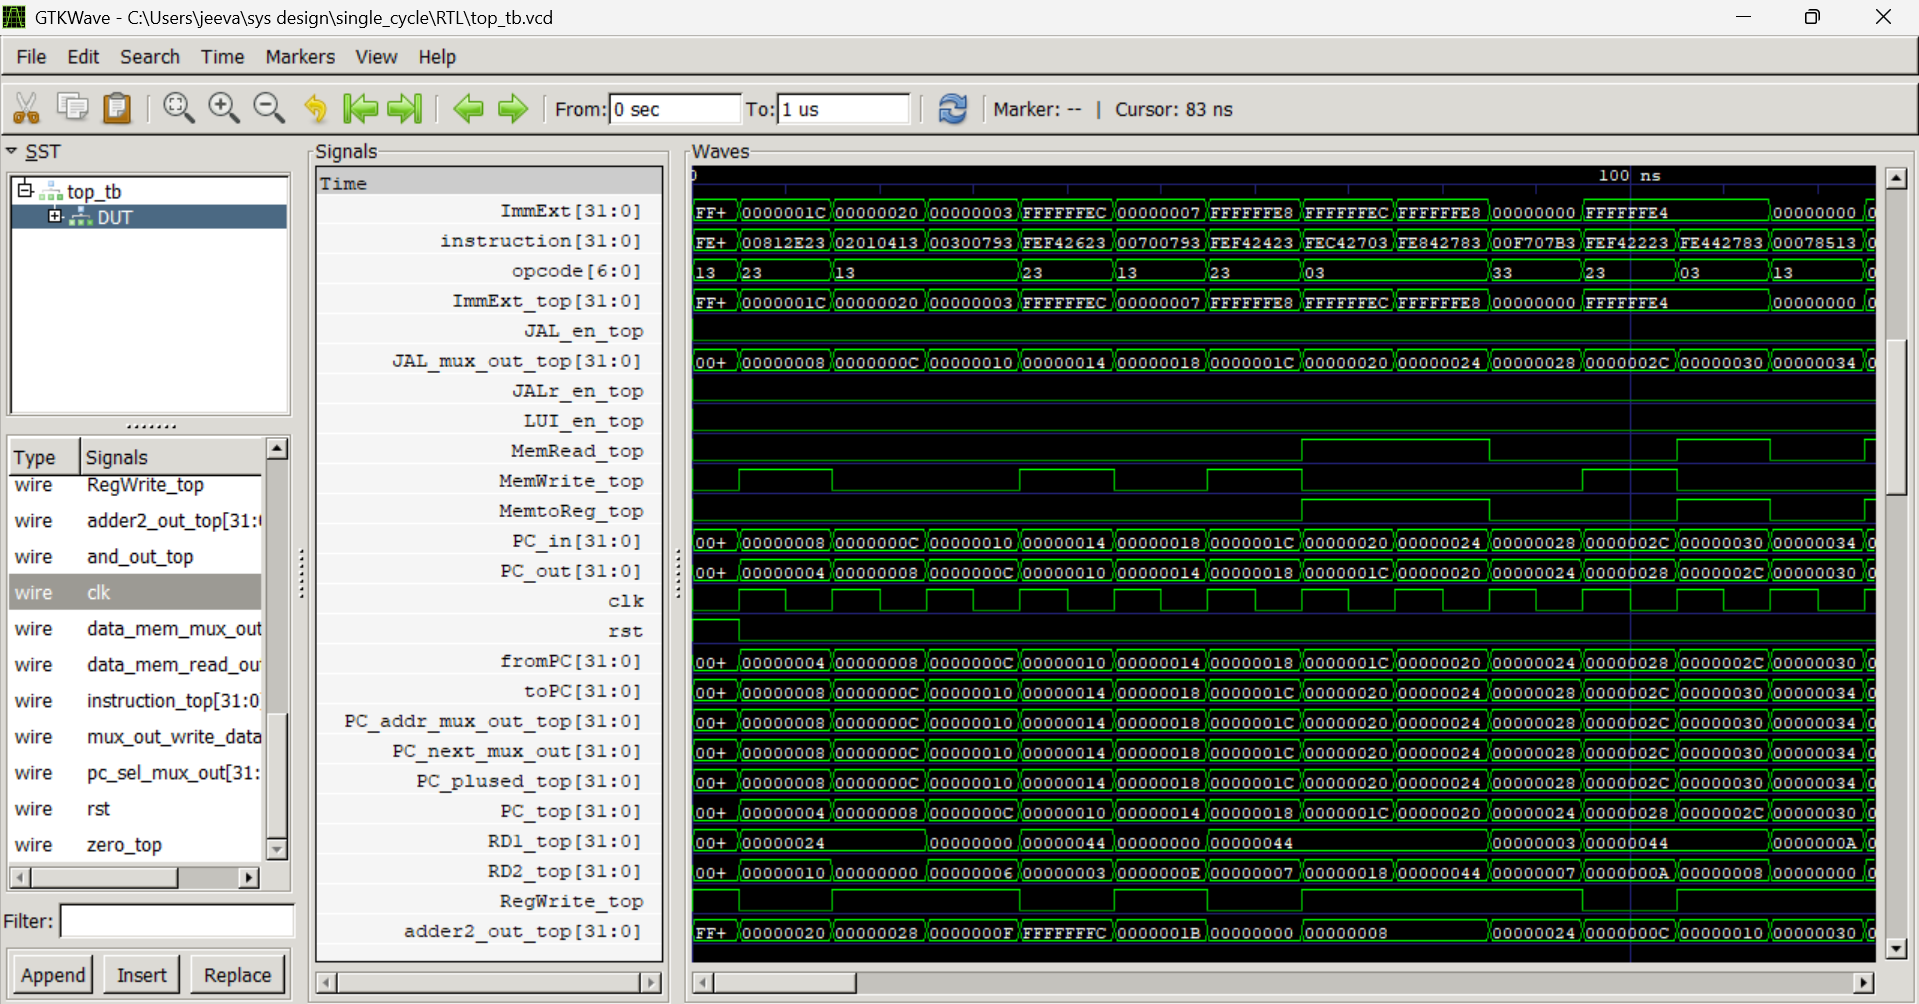 GTKWave - C:\Users\jeeva\sys design\single_cycle\RTL\top_tb.vcd
File Edit Search Time Markers View Help
From: 0 sec To: 1 us Marker: -- | Cursor: 83 ns
SST
top_tb
DUT
Type Signals
wire RegWrite_top
wire adder2_out_top[31:
wire and_out_top
wire clk
wire data_mem_mux_out
wire data_mem_read_ou
wire instruction_top[31:0
wire mux_out_write_data
wire pc_sel_mux_out[31:
wire rst
wire zero_top
Filter:
Append Insert Replace
Signals
Time
ImmExt[31:0]
instruction[31:0]
opcode[6:0]
ImmExt_top[31:0]
JAL_en_top
JAL_mux_out_top[31:0]
JALr_en_top
LUI_en_top
MemRead_top
MemWrite_top
MemtoReg_top
PC_in[31:0]
PC_out[31:0]
clk
rst
fromPC[31:0]
toPC[31:0]
PC_addr_mux_out_top[31:0]
PC_next_mux_out[31:0]
PC_plused_top[31:0]
PC_top[31:0]
RD1_top[31:0]
RD2_top[31:0]
RegWrite_top
adder2_out_top[31:0]
Waves
100 ns
FF+ 0000001C 00000020 00000003 FFFFFFEC 00000007 FFFFFFE8 FFFFFFEC FFFFFFE8 00000000 FFFFFFE4 00000000
FE+ 00812E23 02010413 00300793 FEF42623 00700793 FEF42423 FEC42703 FE842783 00F707B3 FEF42223 FE442783 00078513
13 23 13 23 13 23 03 33 23 03 13
FF+ 0000001C 00000020 00000003 FFFFFFEC 00000007 FFFFFFE8 FFFFFFEC FFFFFFE8 00000000 FFFFFFE4 00000000
00+ 00000008 0000000C 00000010 00000014 00000018 0000001C 00000020 00000024 00000028 0000002C 00000030 00000034
00+ 00000008 0000000C 00000010 00000014 00000018 0000001C 00000020 00000024 00000028 0000002C 00000030 00000034
00+ 00000004 00000008 0000000C 00000010 00000014 00000018 0000001C 00000020 00000024 00000028 0000002C 00000030
00+ 00000004 00000008 0000000C 00000010 00000014 00000018 0000001C 00000020 00000024 00000028 0000002C 00000030
00+ 00000008 0000000C 00000010 00000014 00000018 0000001C 00000020 00000024 00000028 0000002C 00000030 00000034
00+ 00000008 0000000C 00000010 00000014 00000018 0000001C 00000020 00000024 00000028 0000002C 00000030 00000034
00+ 00000008 0000000C 00000010 00000014 00000018 0000001C 00000020 00000024 00000028 0000002C 00000030 00000034
00+ 00000008 0000000C 00000010 00000014 00000018 0000001C 00000020 00000024 00000028 0000002C 00000030 00000034
00+ 00000004 00000008 0000000C 00000010 00000014 00000018 0000001C 00000020 00000024 00000028 0000002C 00000030
00+ 00000024 00000000 00000044 00000000 00000044 00000003 00000044 0000000A
00+ 00000010 00000000 00000006 00000003 0000000E 00000007 00000018 00000044 00000007 0000000A 00000008 00000000
FF+ 00000020 00000028 0000000F FFFFFFFC 0000001B 00000000 00000008 00000024 0000000C 00000010 00000030